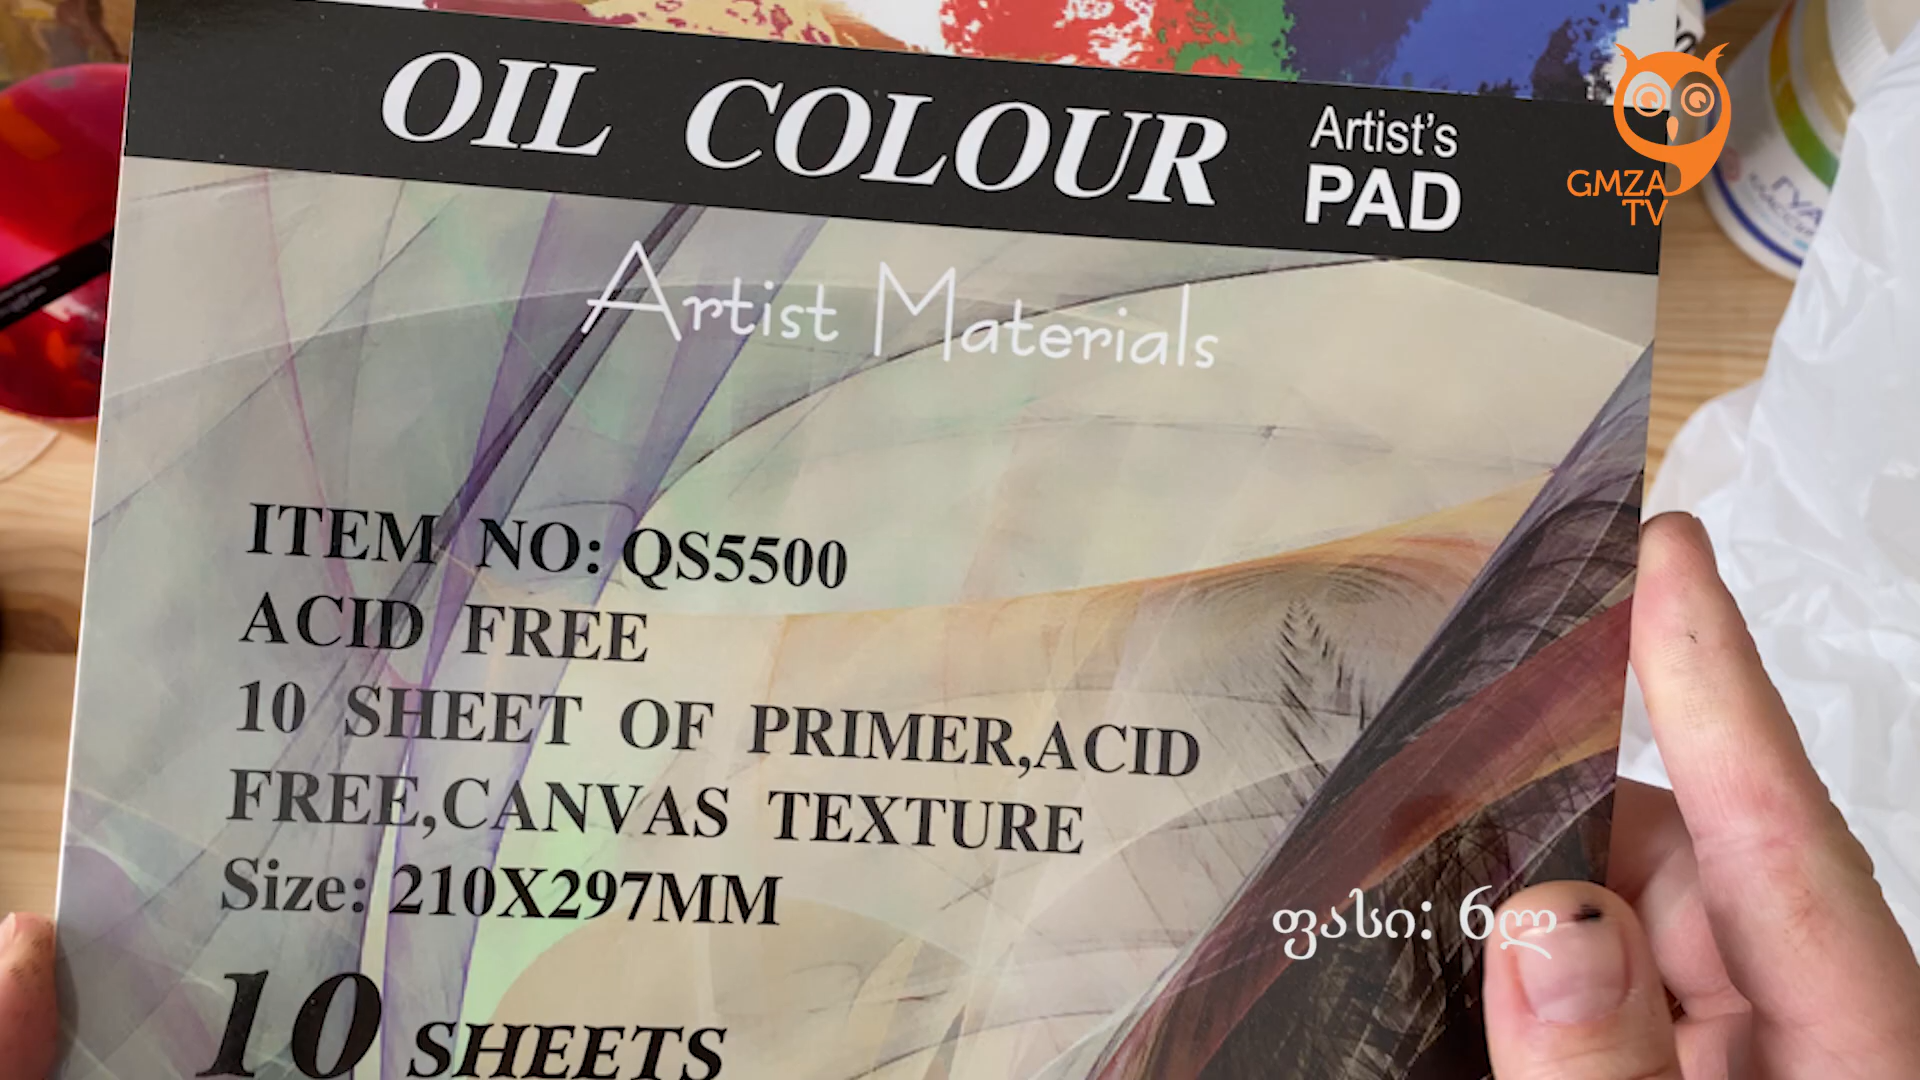 OIL COLOUR
Artist's
PAD
GMZA
TV
Artist Materials
ITEM NO: QS5500
ACID FREE
10 SHEET OF PRIMER,ACID
FREE,CANVAS TEXTURE
Size: 210X297MM
ფასი: 6ლ
10 SHEETS